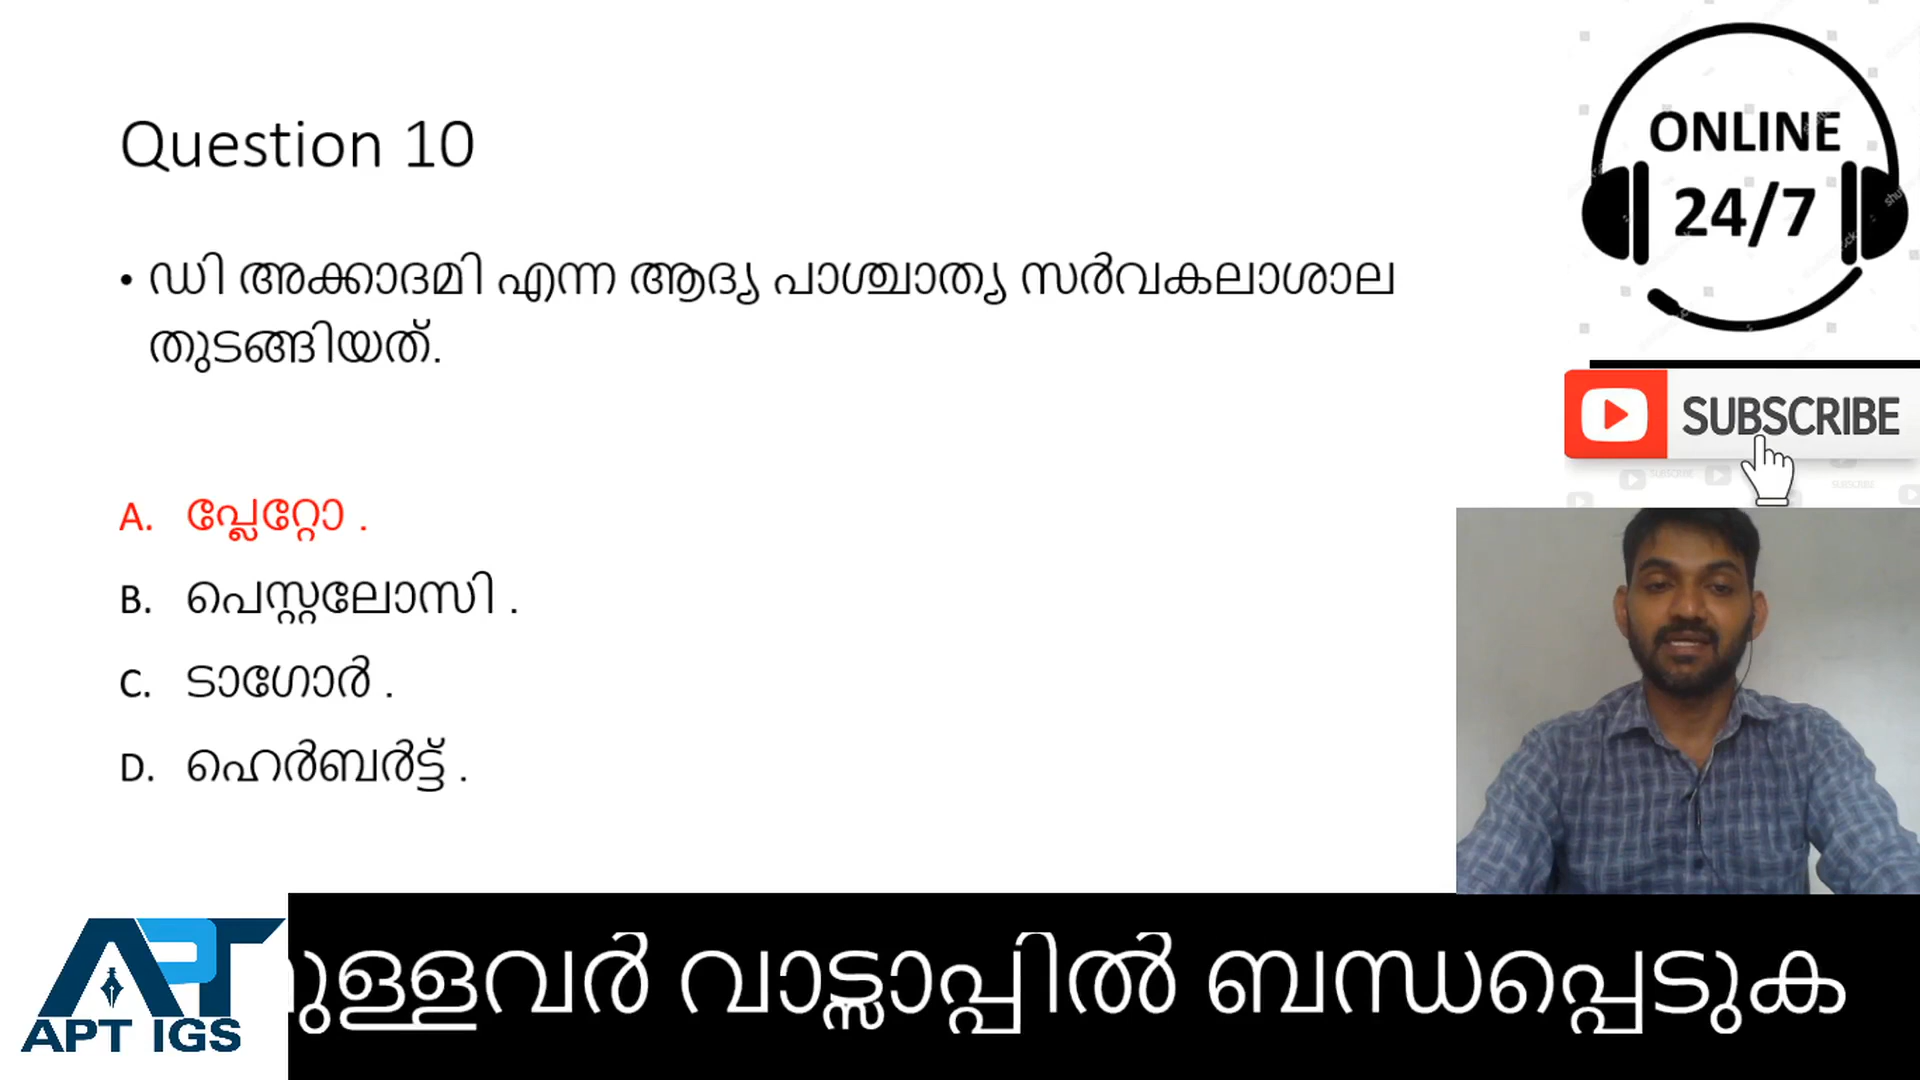 Question 10
• ഡി അക്കാദമി എന്ന ആദ്യ പാശ്ചാത്യ സർവകലാശാല
തുടങ്ങിയത്.
A. പ്ലേറ്റോ .
B. പെസ്റ്റലോസി .
C. ടാഗോർ .
D. ഹെർബർട്ട് .
ONLINE
24/7
SUBSCRIBE
APT IGS
വാട്സാപ്പിൽ ബന്ധപ്പെടുക